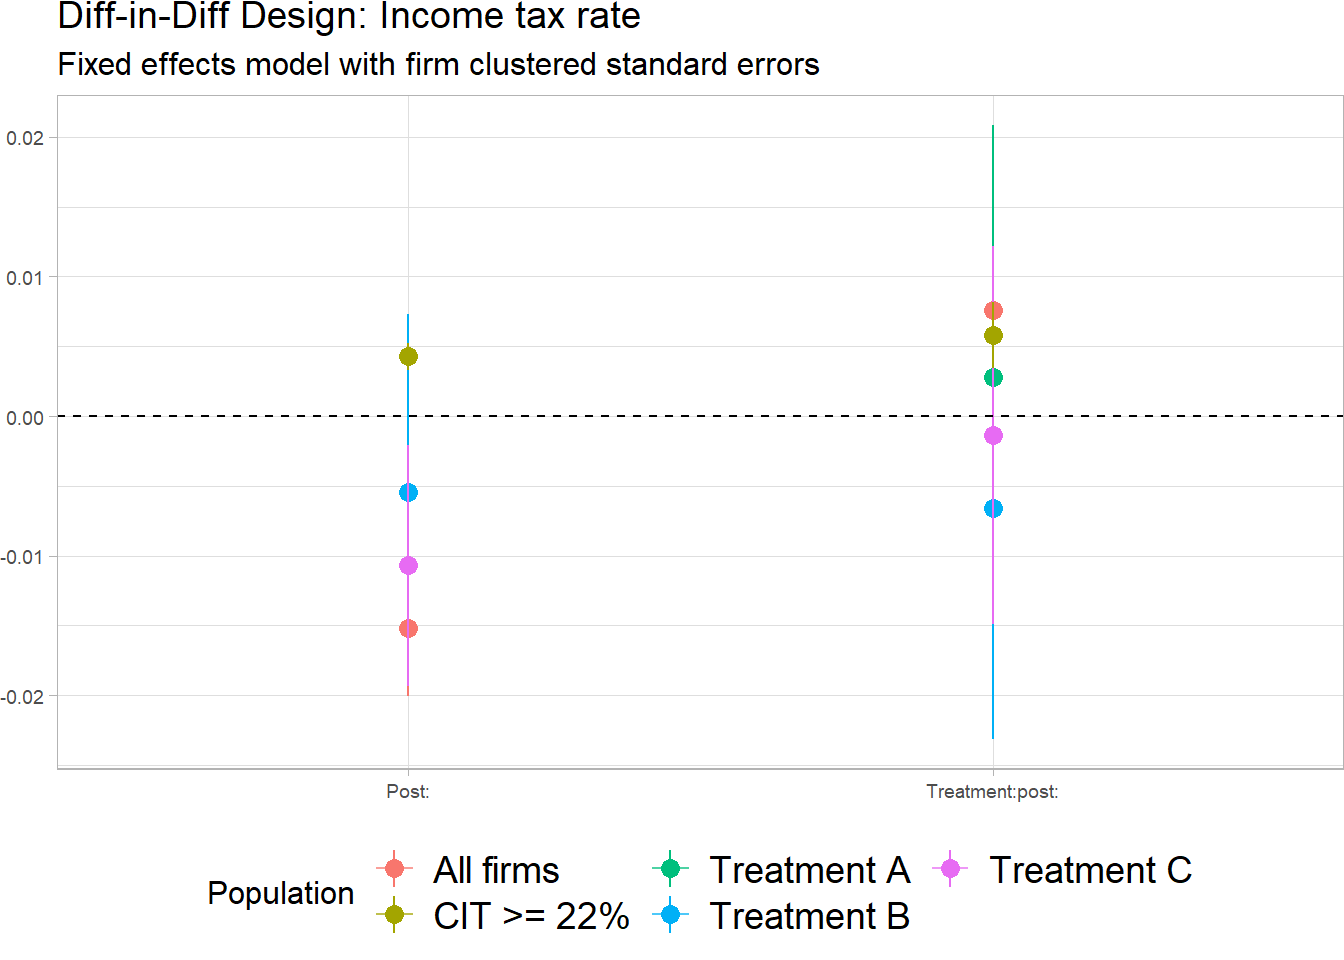 Diff-in-Diff Design: Income tax rate
Fixed effects model with firm clustered standard errors
0.02
0.01
0.00
-0.01
-0.02
Post:
Treatment:post:
Population
All firms
Treatment A
Treatment C
CIT >= 22%
Treatment B